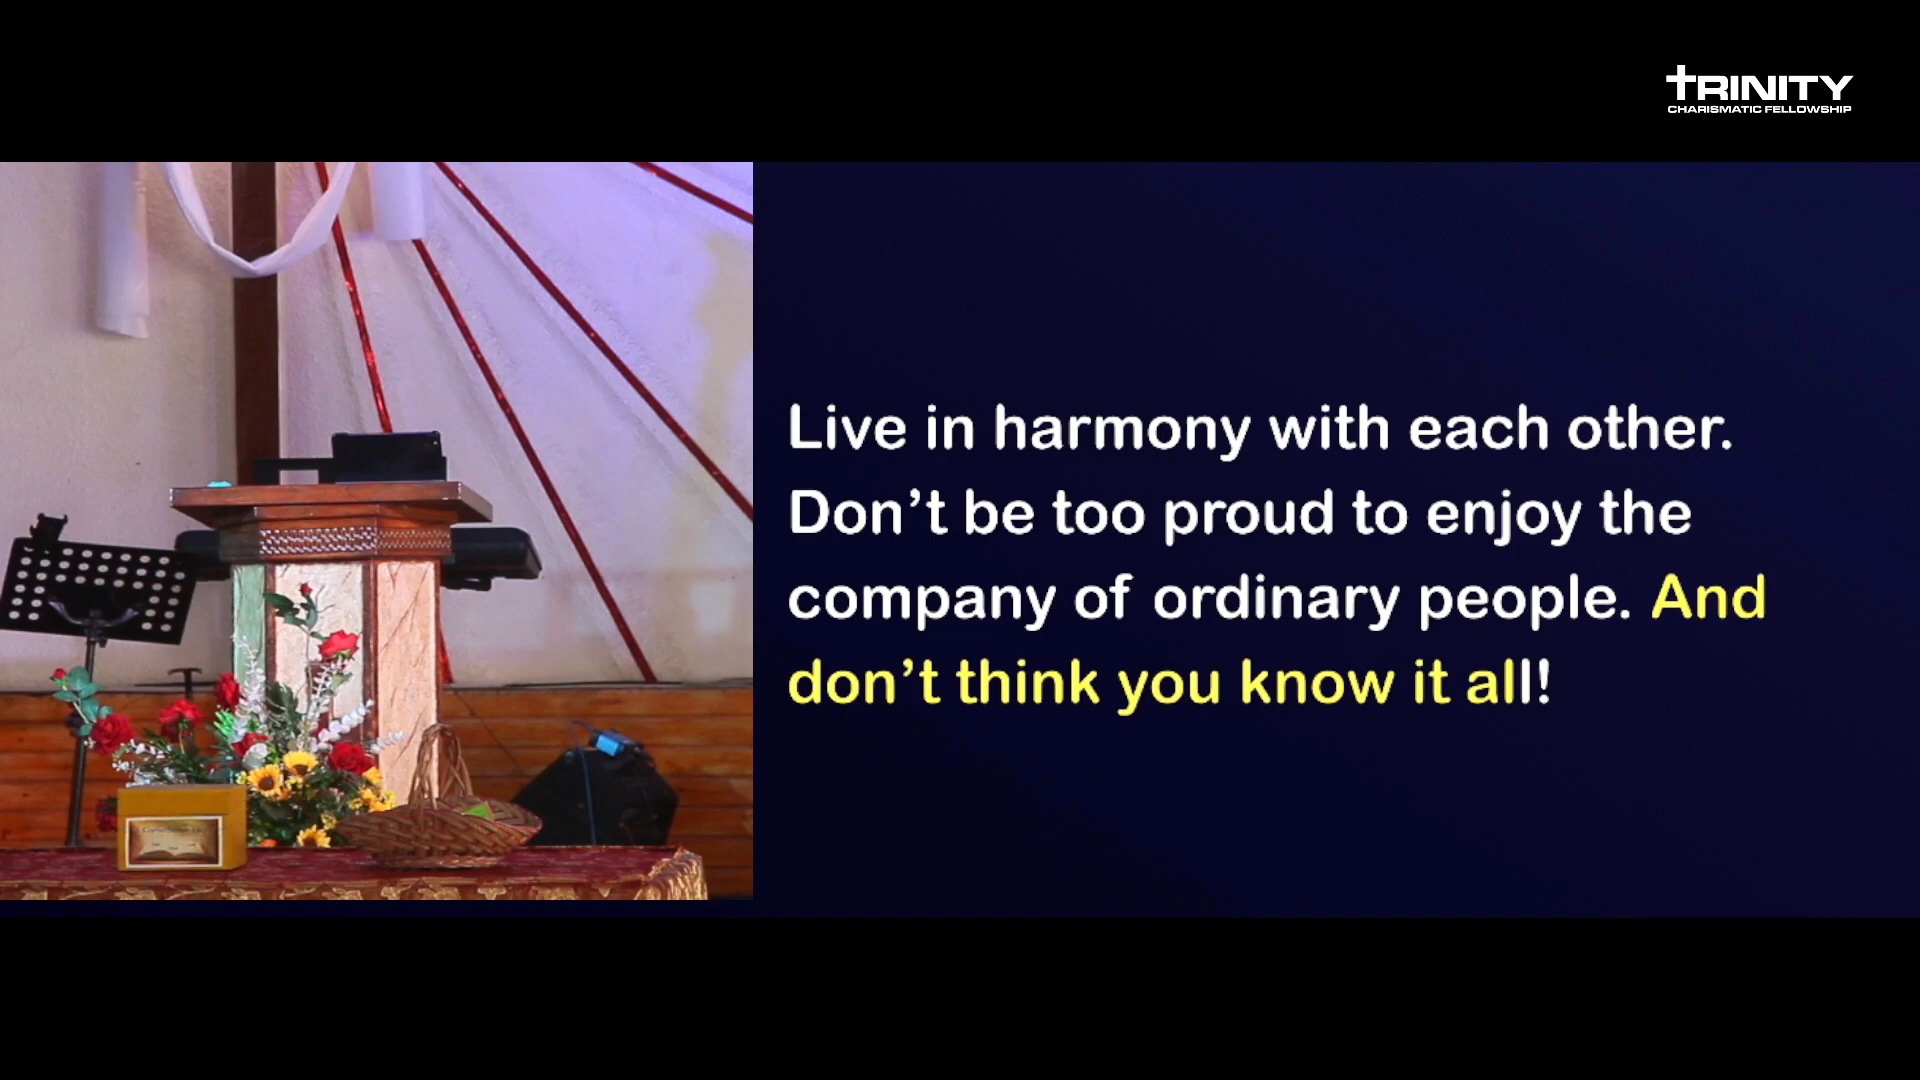 TRINITY
CHARISMATIC FELLOWSHIP
Live in harmony with each other.
Don’t be too proud to enjoy the
company of ordinary people. And
don’t think you know it all!